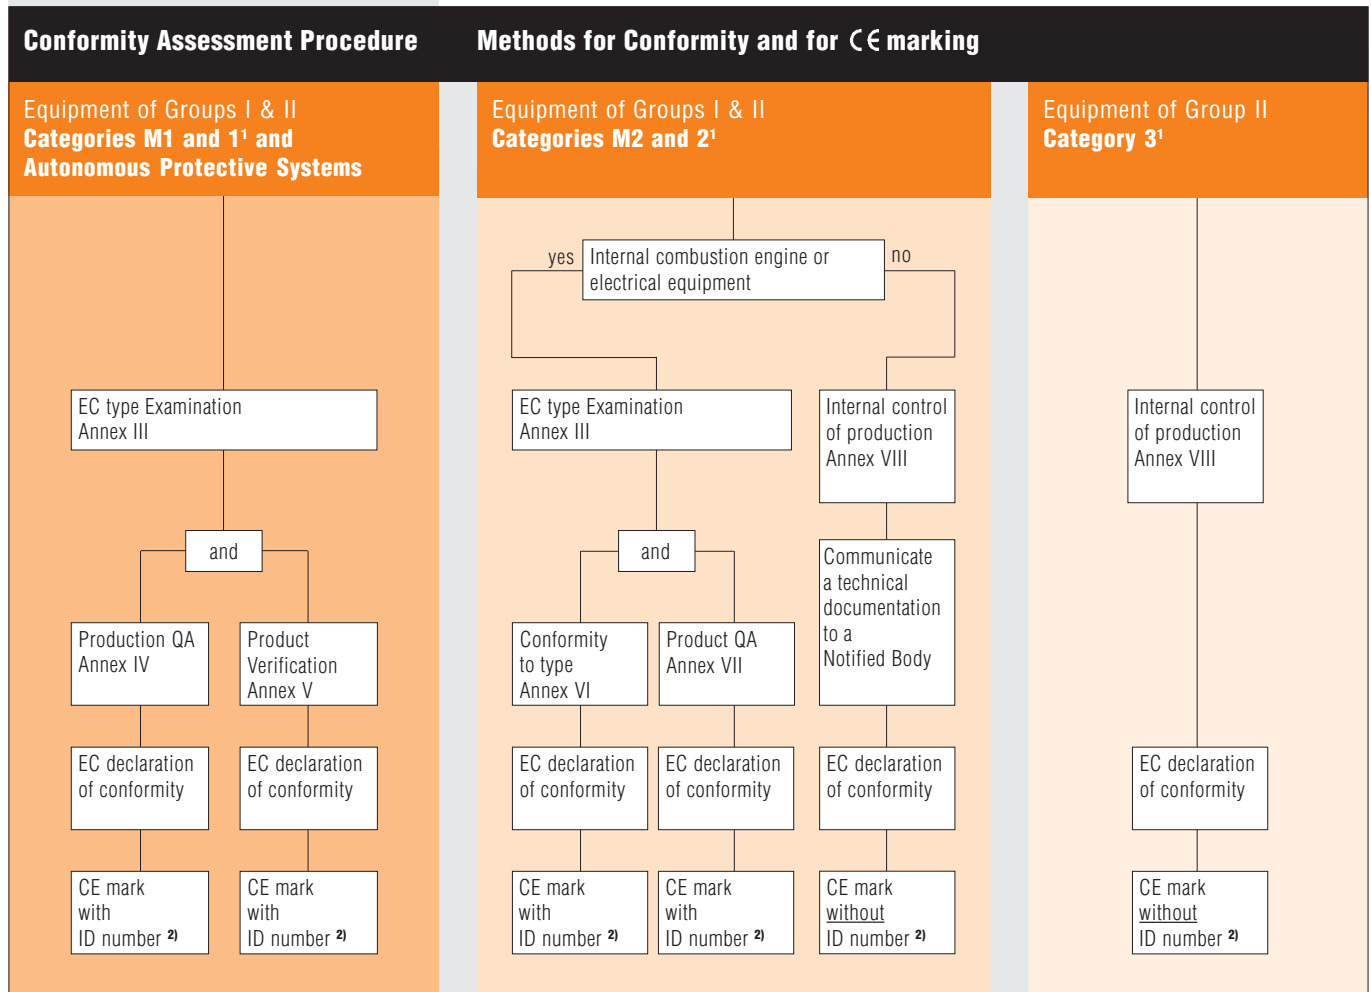 Conformity Assessment Procedure
Methods for Conformity and for CE marking
Equipment of Groups I & II
Categories M1 and 1¹ and
Autonomous Protective Systems
EC type Examination
Annex III
and
Production QA
Annex IV
Product
Verification
Annex V
EC declaration
of conformity
EC declaration
of conformity
CE mark
with
ID number 2)
CE mark
with
ID number 2)
Equipment of Groups I & II
Categories M2 and 2¹
yes
Internal combustion engine or
electrical equipment
no
EC type Examination
Annex III
Internal control
of production
Annex VIII
and
Communicate
a technical
documentation
to a
Notified Body
Conformity
to type
Annex VI
Product QA
Annex VII
EC declaration
of conformity
EC declaration
of conformity
EC declaration
of conformity
CE mark
with
ID number 2)
CE mark
with
ID number 2)
CE mark
without
ID number 2)
Equipment of Group II
Category 3¹
Internal control
of production
Annex VIII
EC declaration
of conformity
CE mark
without
ID number 2)